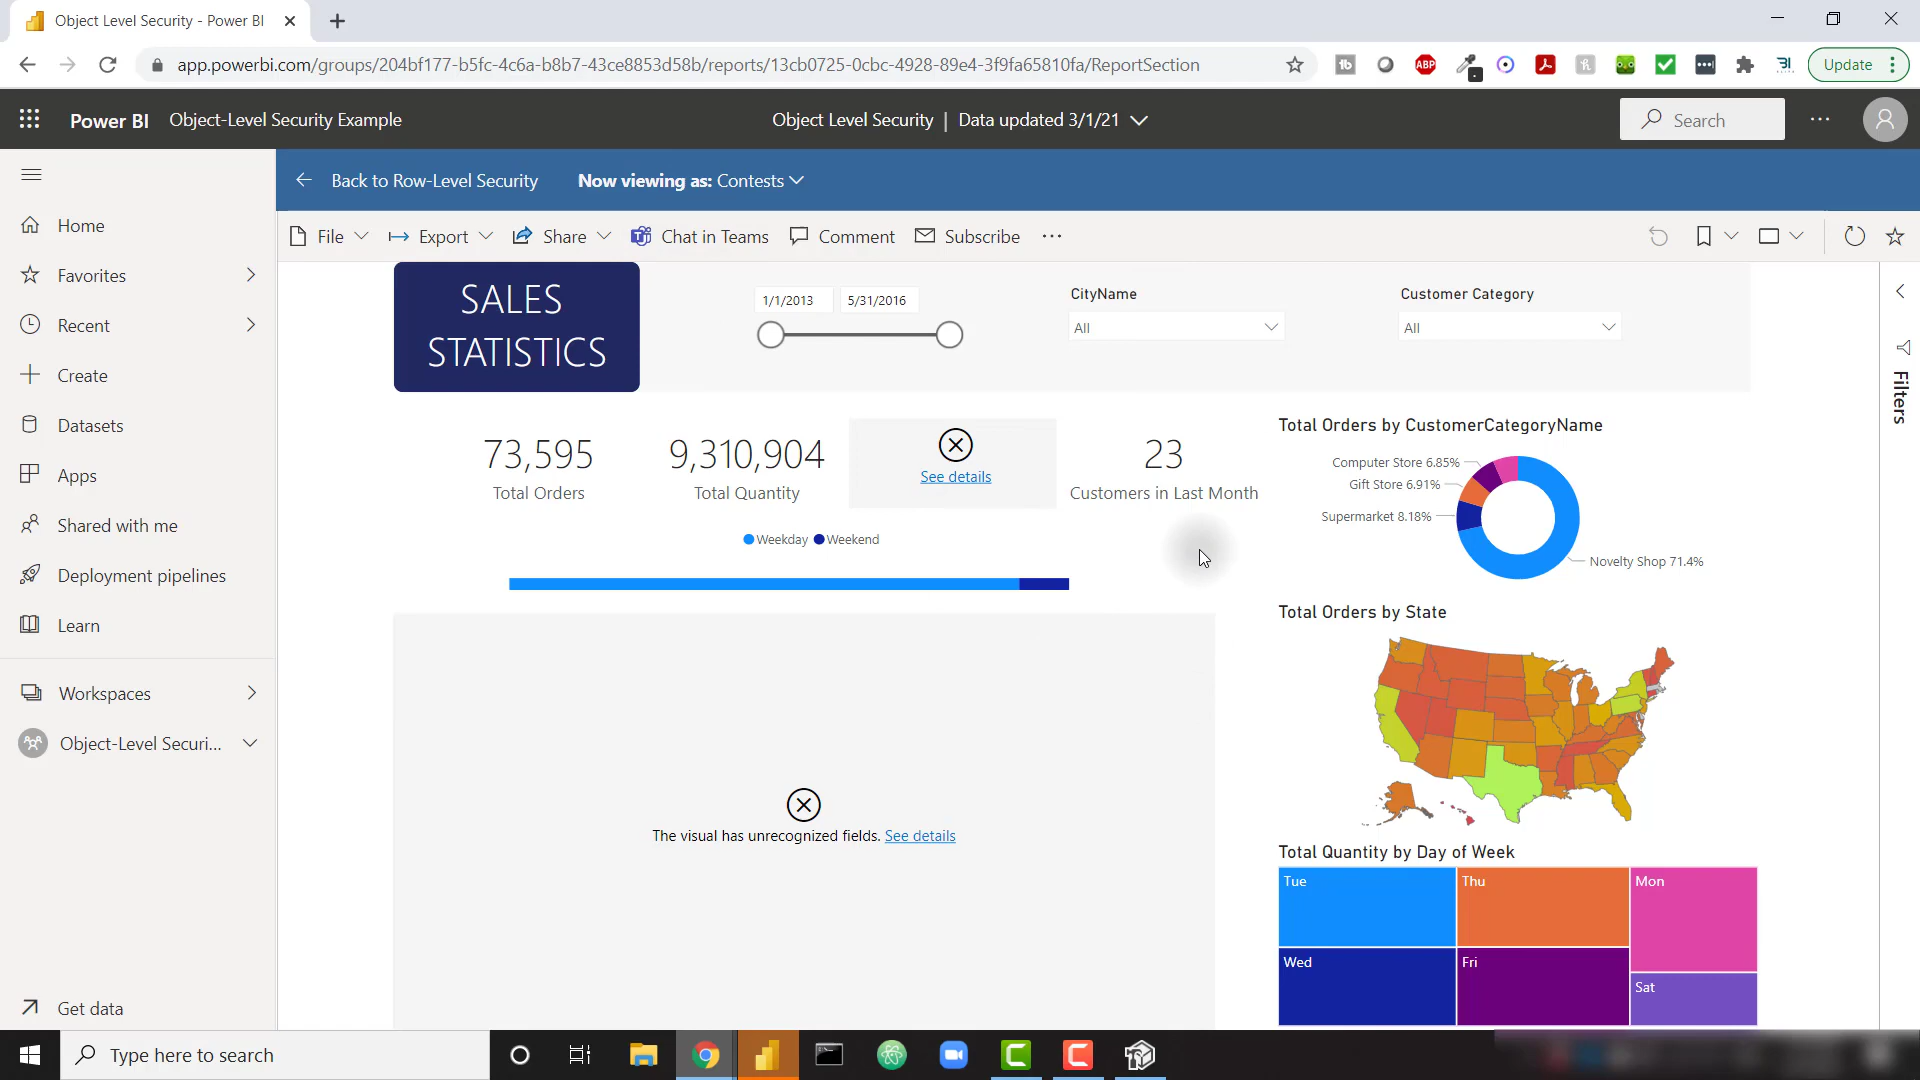 Object Level Security - Power BI
app.powerbi.com/groups/204bf177-b5fc-4c6a-b8b7-43ce8853d58b/reports/13cb0725-0cbc-4928-89e4-3f9fa65810fa/ReportSection
ABP
Update
Power BI
Object-Level Security Example
Object Level Security | Data updated 3/1/21
Search
Back to Row-Level Security
Now viewing as: Contests
File
Export
Share
Chat in Teams
Comment
Subscribe
Home
Favorites
Recent
Create
Datasets
Apps
Shared with me
Deployment pipelines
Learn
Workspaces
Object-Level Securi...
Get data
SALES
STATISTICS
1/1/2013
5/31/2016
CityName
All
Customer Category
All
Filters
73,595
Total Orders
9,310,904
Total Quantity
See details
23
Customers in Last Month
Weekday
Weekend
The visual has unrecognized fields. See details
Total Orders by CustomerCategoryName
Computer Store 6.85%
Gift Store 6.91%
Supermarket 8.18%
Novelty Shop 71.4%
Total Orders by State
Total Quantity by Day of Week
Tue
Thu
Mon
Wed
Fri
Sat
Type here to search